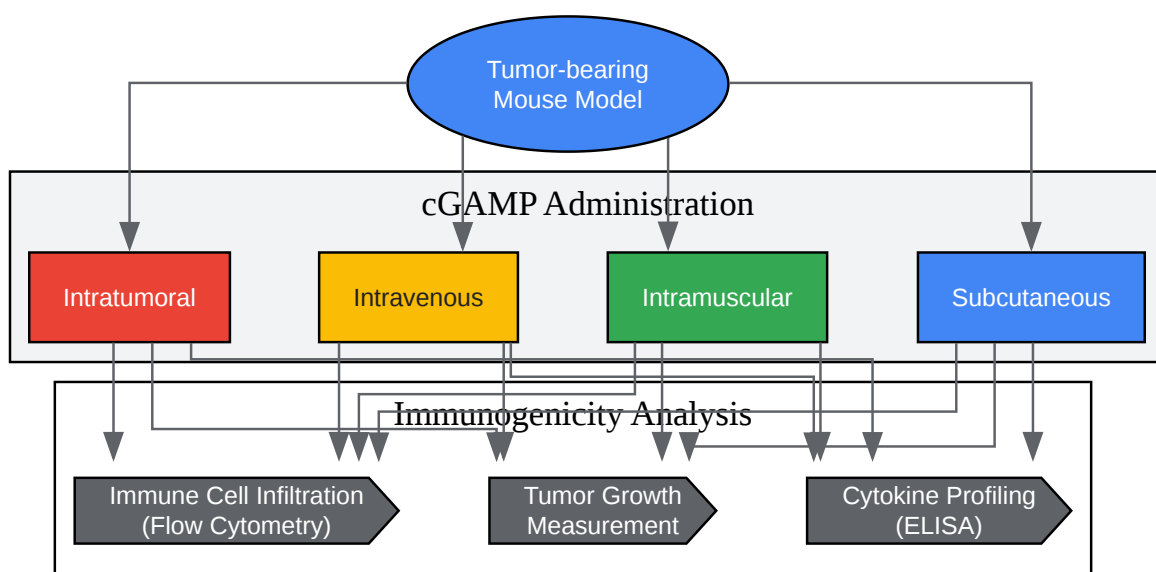 Tumor-bearing
Mouse Model
cGAMP Administration
Intratumoral
Intravenous
Intramuscular
Subcutaneous
Immunogenicity Analysis
Immune Cell Infiltration
(Flow Cytometry)
Tumor Growth
Measurement
Cytokine Profiling
(ELISA)